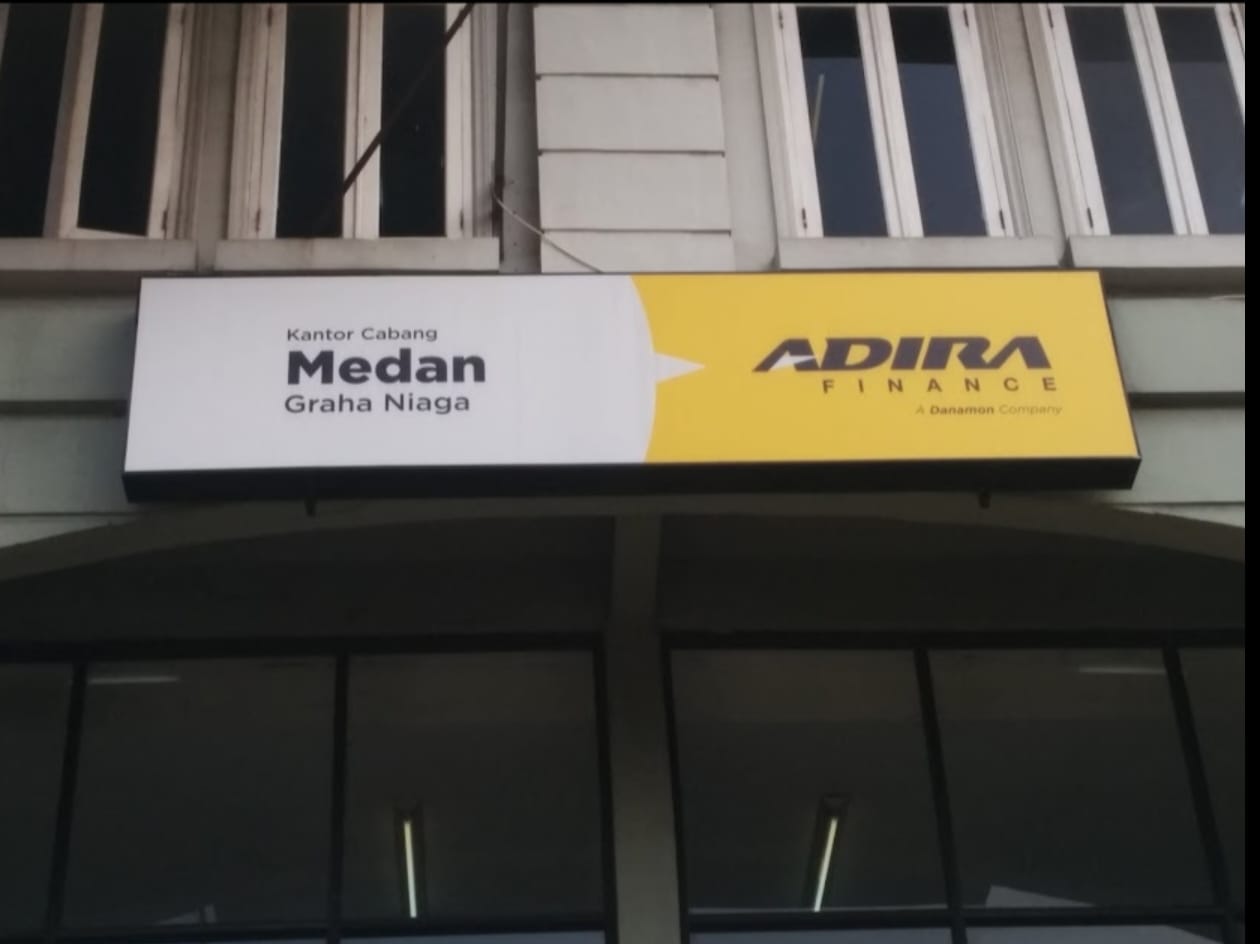 Kantor Cabang
Medan
Graha Niaga
ADIRA
FINANCE
A Danamon Company